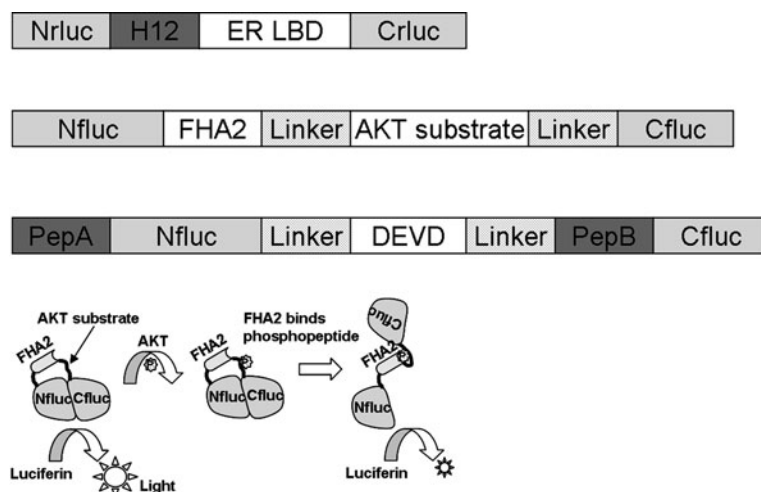 Nrluc H12 ER LBD Crluc
Nfluc FHA2 Linker AKT substrate Linker Cfluc
PepA Nfluc Linker DEVD Linker PepB Cfluc
AKT substrate
FHA2
AKT
Nfluc Cfluc
Luciferin
Light
FHA2
Nfluc Cfluc
FHA2 binds
phosphopeptide
Cfluc
FHA2
Nfluc
Luciferin